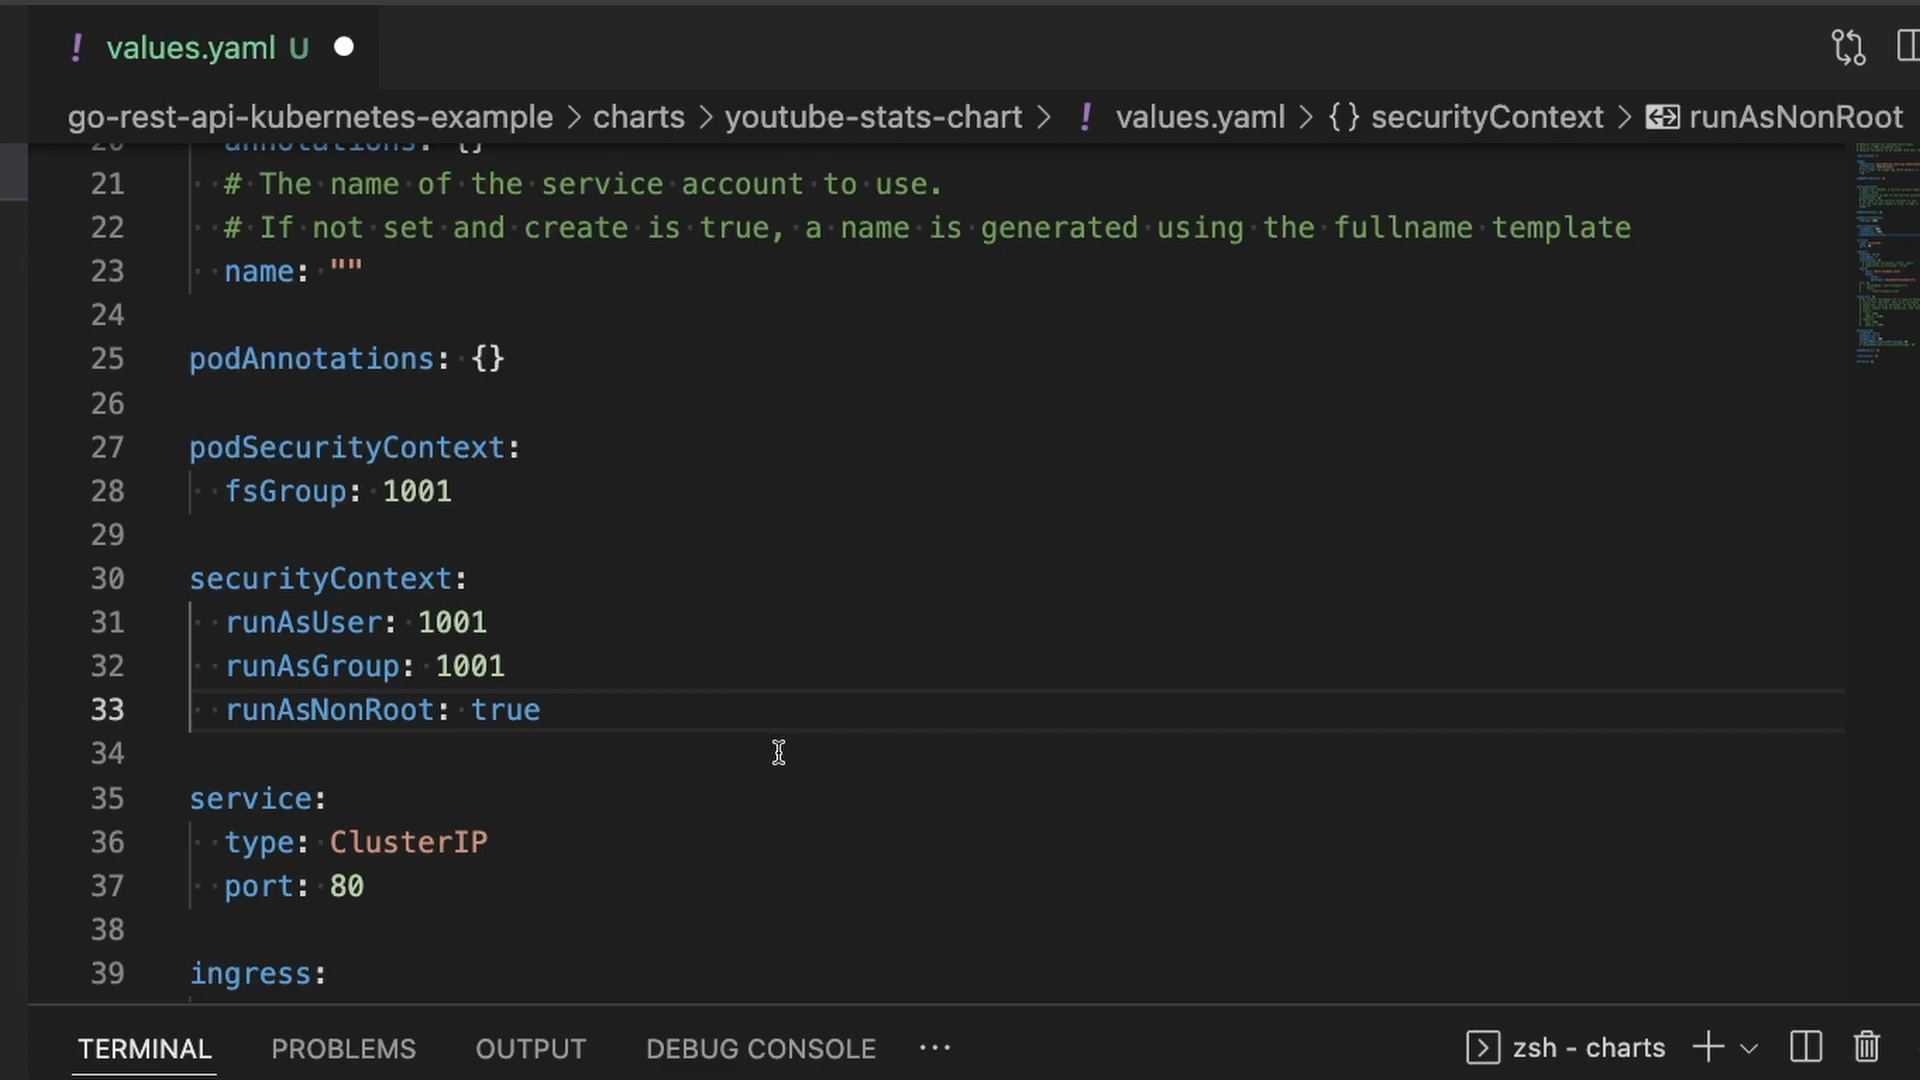 ! values.yaml U
go-rest-api-kubernetes-example > charts > youtube-stats-chart > ! values.yaml > {} securityContext > runAsNonRoot
20 annotations: {}
21 # The name of the service account to use.
22 # If not set and create is true, a name is generated using the fullname template
23 name: ""
24
25 podAnnotations: {}
26
27 podSecurityContext:
28 fsGroup: 1001
29
30 securityContext:
31 runAsUser: 1001
32 runAsGroup: 1001
33 runAsNonRoot: true
34
35 service:
36 type: ClusterIP
37 port: 80
38
39 ingress:
TERMINAL PROBLEMS OUTPUT DEBUG CONSOLE ··· zsh - charts